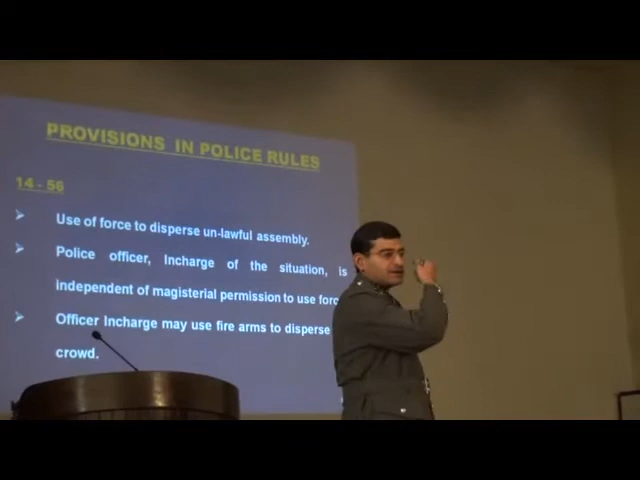 PROVISIONS IN POLICE RULES
14 - 56
Use of force to disperse un-lawful assembly.
Police officer, Incharge of the situation, is
independent of magisterial permission to use
Officer Incharge may use fire arms to disperse
crowd.